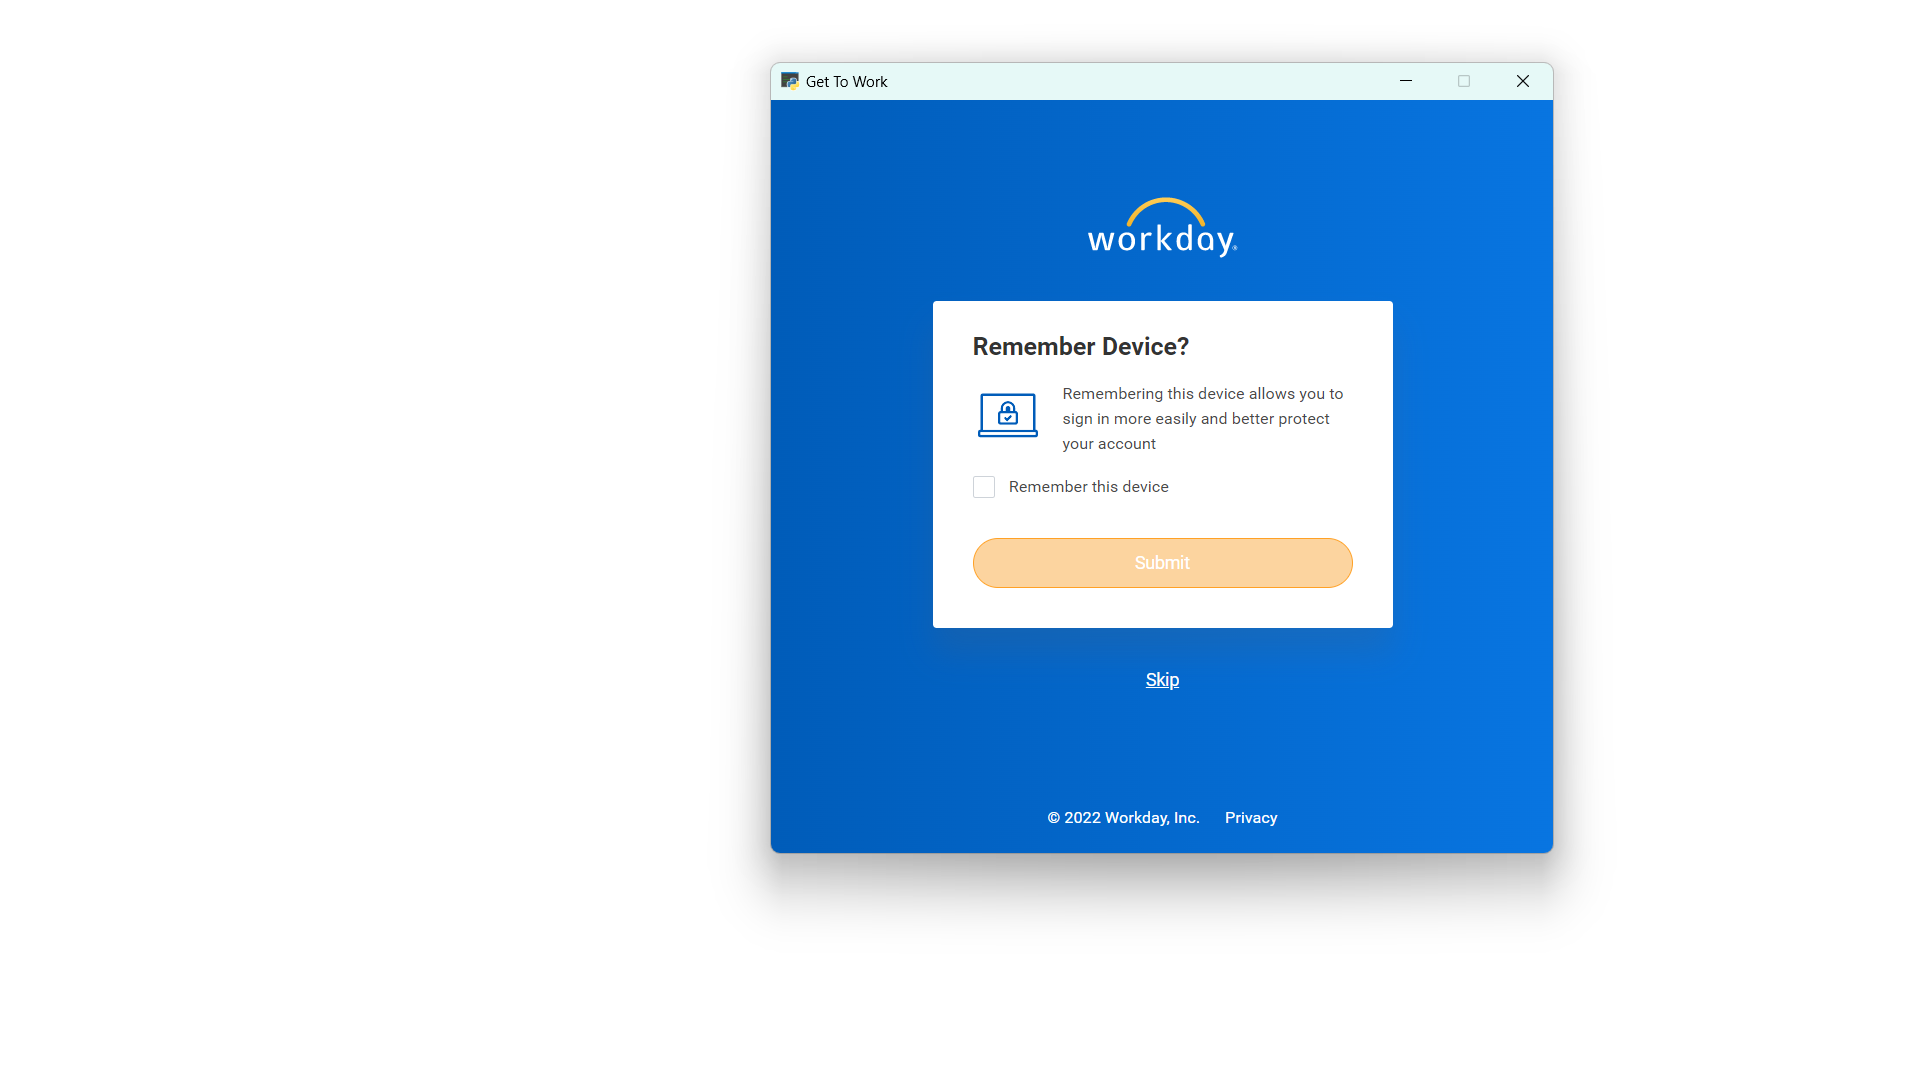 Get To Work
workday®
Remember Device?
Remembering this device allows you to
sign in more easily and better protect
your account
Remember this device
Submit
Skip
© 2022 Workday, Inc. Privacy